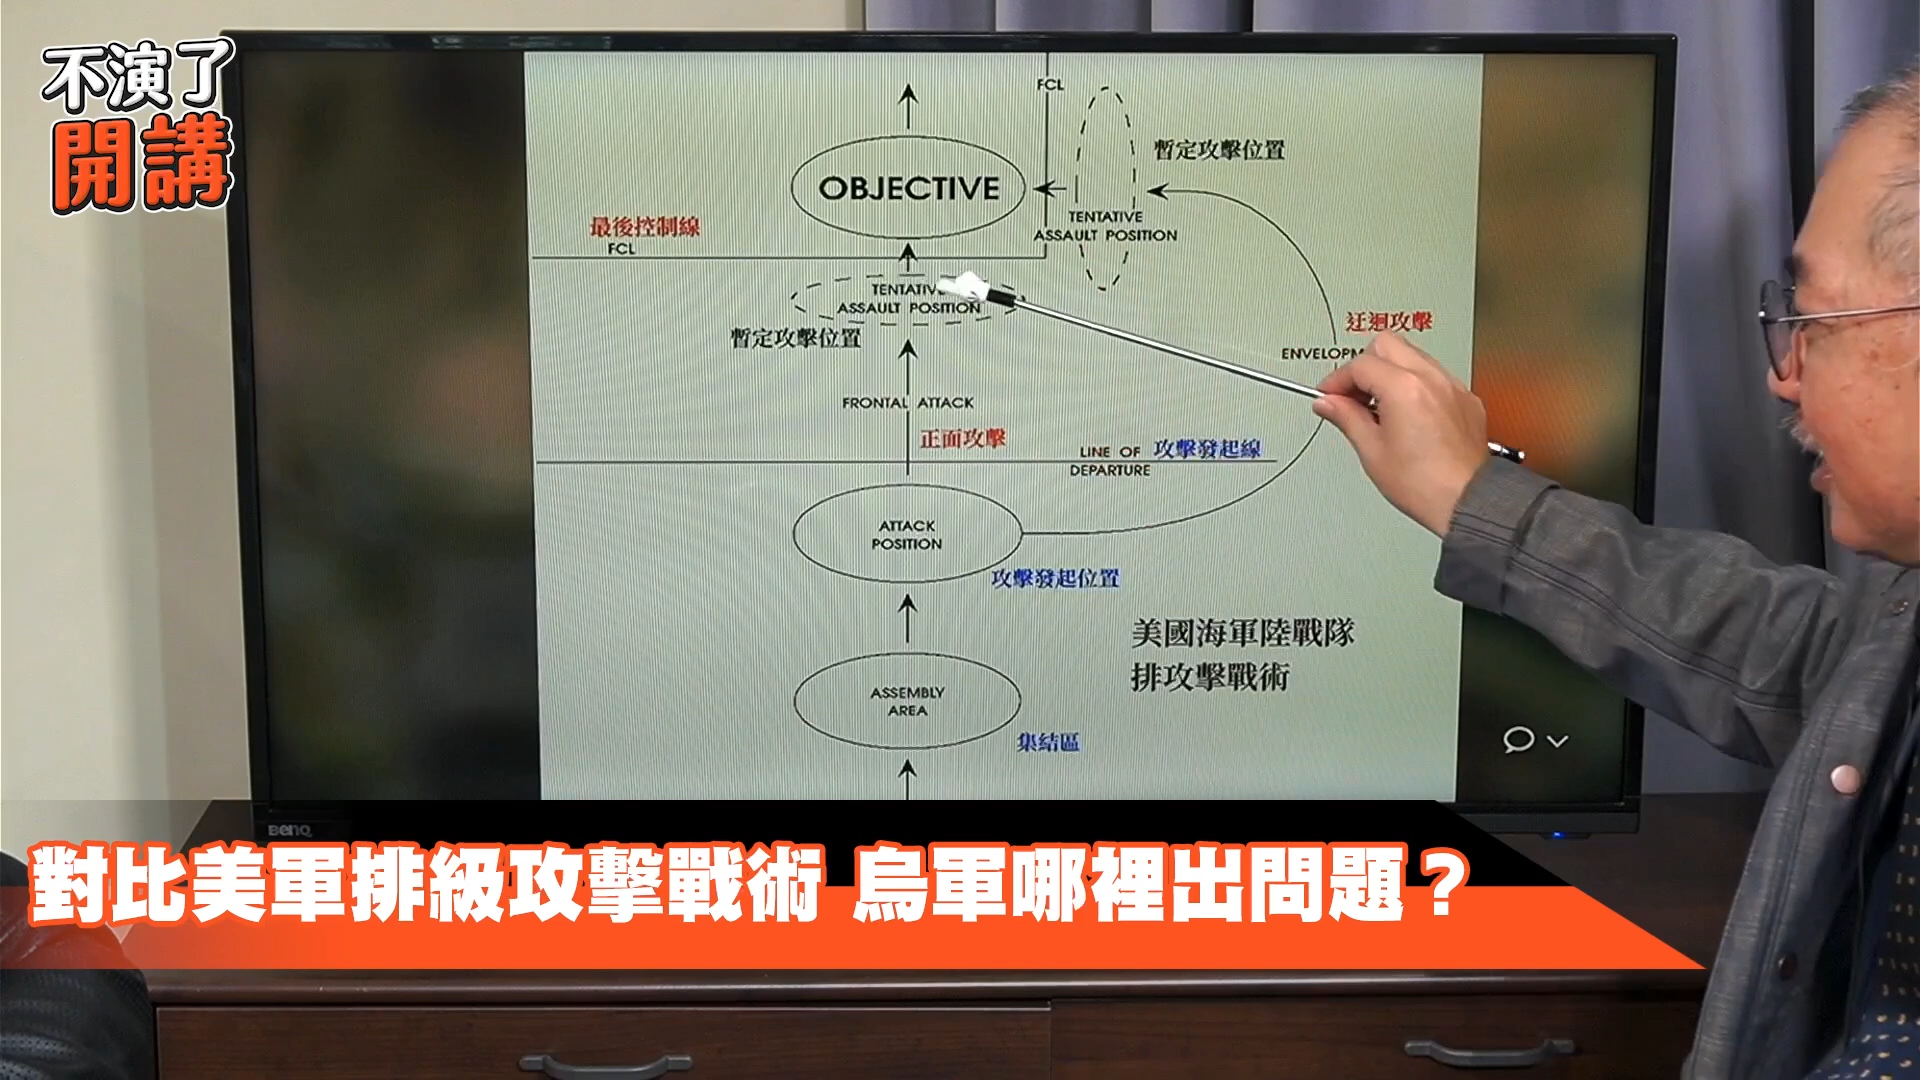 不演了
開講
FCL
暫定攻擊位置
OBJECTIVE
TENTATIVE
ASSAULT POSITION
最後控制線
FCL
TENTATIVE
ASSAULT POSITION
暫定攻擊位置
迂迴攻擊
FRONTAL ATTACK
正面攻擊
LINE OF
DEPARTURE
攻擊發起線
ATTACK
POSITION
攻擊發起位置
美國海軍陸戰隊
排攻擊戰術
ASSEMBLY
AREA
集結區
BenQ
對比美軍排級攻擊戰術 烏軍哪裡出問題？